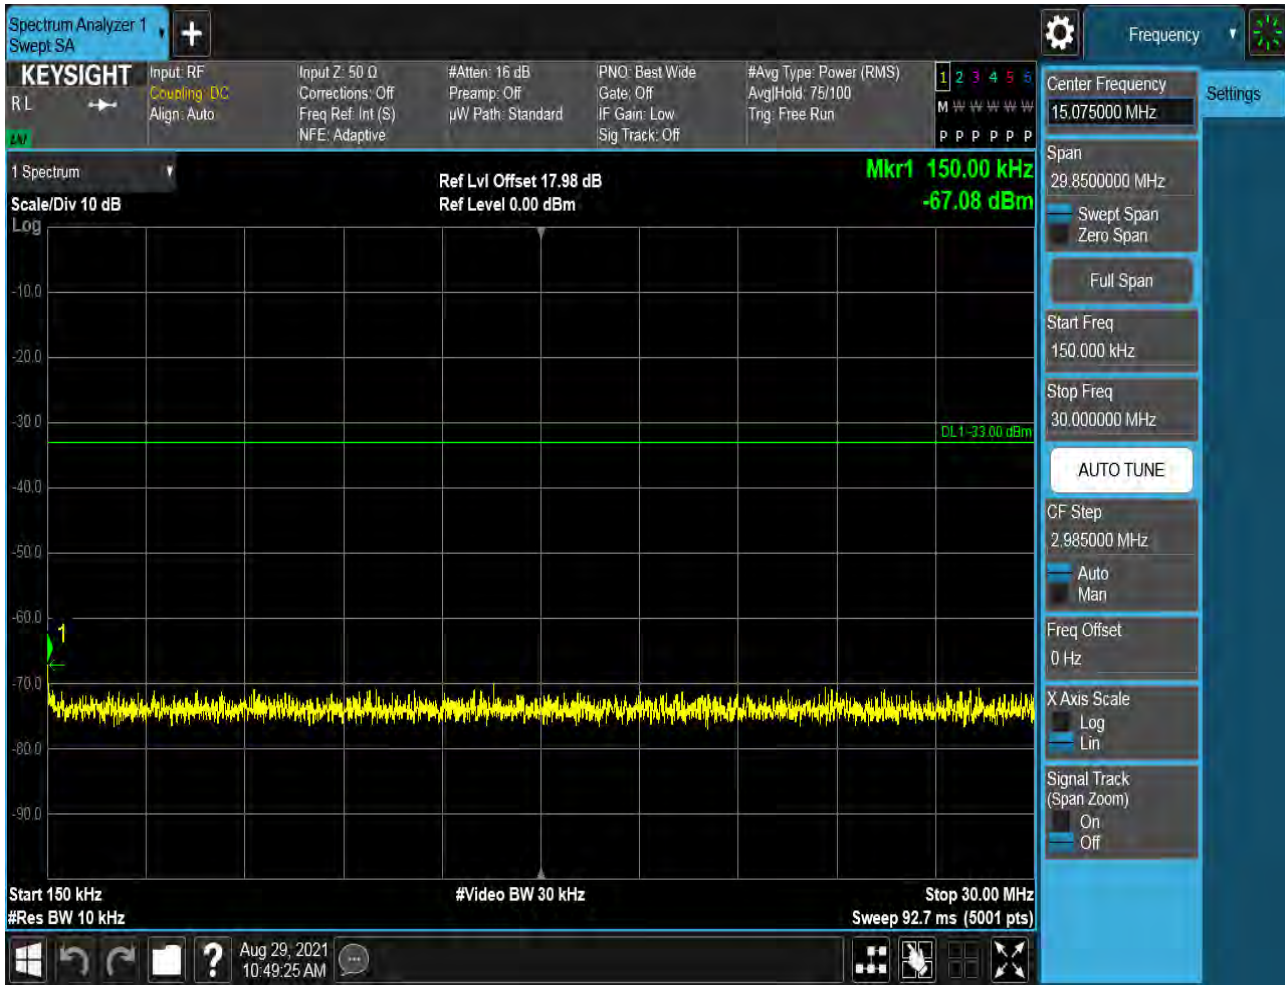 Spectrum Analyzer 1
Swept SA
Frequency
KEYSIGHT
R L
LNI
Input: RF
Coupling: DC
Align: Auto
Input Z: 50 Ω
Corrections: Off
Freq Ref: Int (S)
NFE: Adaptive
#Atten: 16 dB
Preamp: Off
µW Path: Standard
PNO: Best Wide
Gate: Off
IF Gain: Low
Sig Track: Off
#Avg Type: Power (RMS)
Avg|Hold: 75/100
Trig: Free Run
1 2 3 4 5 6
M W W W W W
P P P P P P
1 Spectrum
Scale/Div 10 dB
Log
Ref Lvl Offset 17.98 dB
Ref Level 0.00 dBm
Mkr1 150.00 kHz
-67.08 dBm
-10.0
-20.0
-30.0
DL1 -33.00 dBm
-40.0
-50.0
-60.0
1
-70.0
-80.0
-90.0
Start 150 kHz
#Res BW 10 kHz
#Video BW 30 kHz
Stop 30.00 MHz
Sweep 92.7 ms (5001 pts)
Center Frequency
15.075000 MHz
Settings
Span
29.8500000 MHz
Swept Span
Zero Span
Full Span
Start Freq
150.000 kHz
Stop Freq
30.000000 MHz
AUTO TUNE
CF Step
2.985000 MHz
Auto
Man
Freq Offset
0 Hz
X Axis Scale
Log
Lin
Signal Track
(Span Zoom)
On
Off
?
Aug 29, 2021
10:49:25 AM